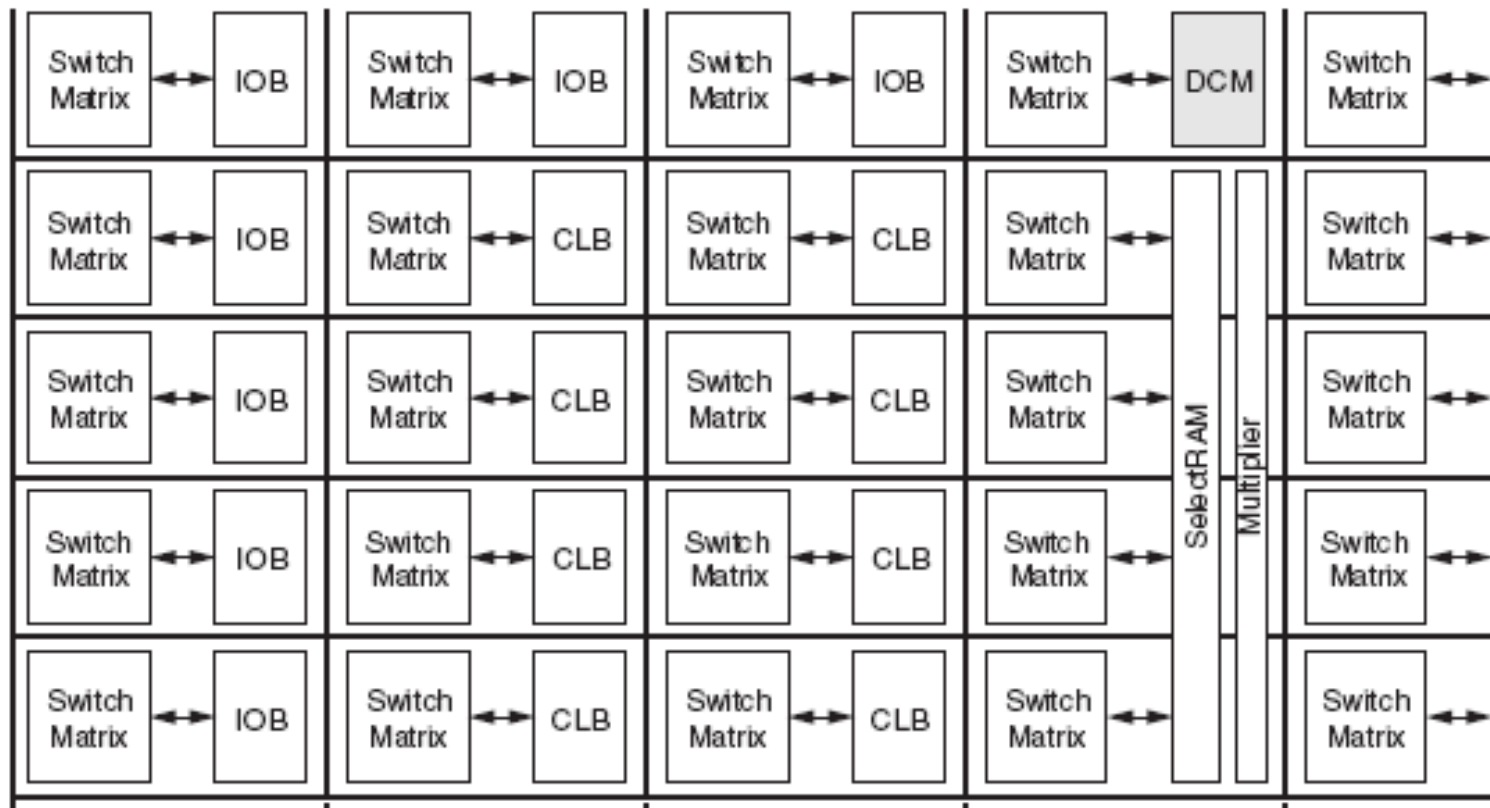 Switch
Matrix
IOB
Switch
Matrix
IOB
Switch
Matrix
IOB
Switch
Matrix
DCM
Switch
Matrix
Switch
Matrix
IOB
Switch
Matrix
CLB
Switch
Matrix
CLB
Switch
Matrix
Switch
Matrix
Switch
Matrix
IOB
Switch
Matrix
CLB
Switch
Matrix
CLB
Switch
Matrix
SelectRAM
Multiplier
Switch
Matrix
Switch
Matrix
IOB
Switch
Matrix
CLB
Switch
Matrix
CLB
Switch
Matrix
Switch
Matrix
Switch
Matrix
IOB
Switch
Matrix
CLB
Switch
Matrix
CLB
Switch
Matrix
Switch
Matrix